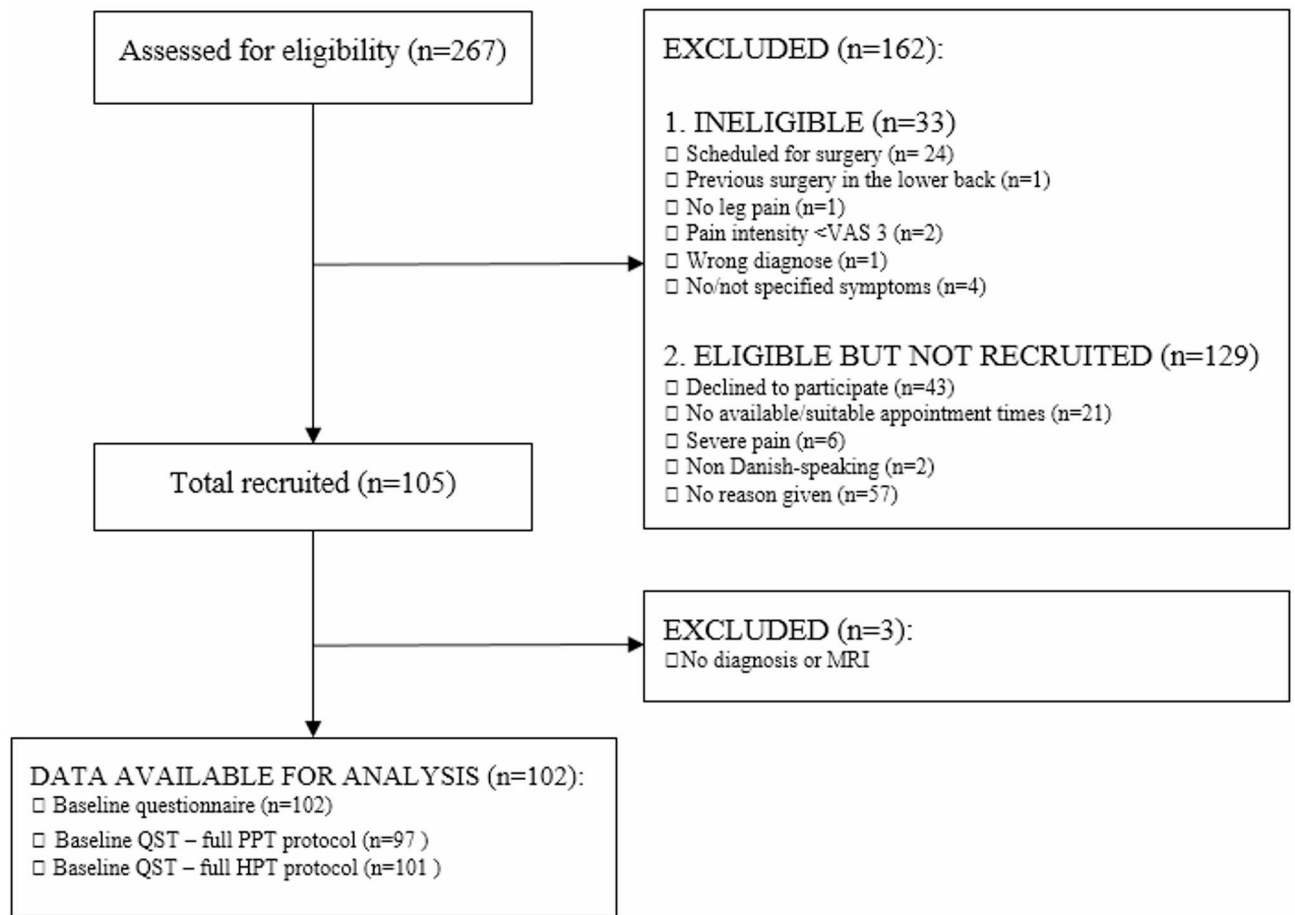 Assessed for eligibility (n=267)
EXCLUDED (n=162):
1. INELIGIBLE (n=33)
□ Scheduled for surgery (n= 24)
□ Previous surgery in the lower back (n=1)
□ No leg pain (n=1)
□ Pain intensity <VAS 3 (n=2)
□ Wrong diagnose (n=1)
□ No/not specified symptoms (n=4)
2. ELIGIBLE BUT NOT RECRUITED (n=129)
□ Declined to participate (n=43)
□ No available/suitable appointment times (n=21)
□ Severe pain (n=6)
□ Non Danish-speaking (n=2)
□ No reason given (n=57)
Total recruited (n=105)
EXCLUDED (n=3):
□No diagnosis or MRI
DATA AVAILABLE FOR ANALYSIS (n=102):
□ Baseline questionnaire (n=102)
□ Baseline QST – full PPT protocol (n=97 )
□ Baseline QST – full HPT protocol (n=101 )